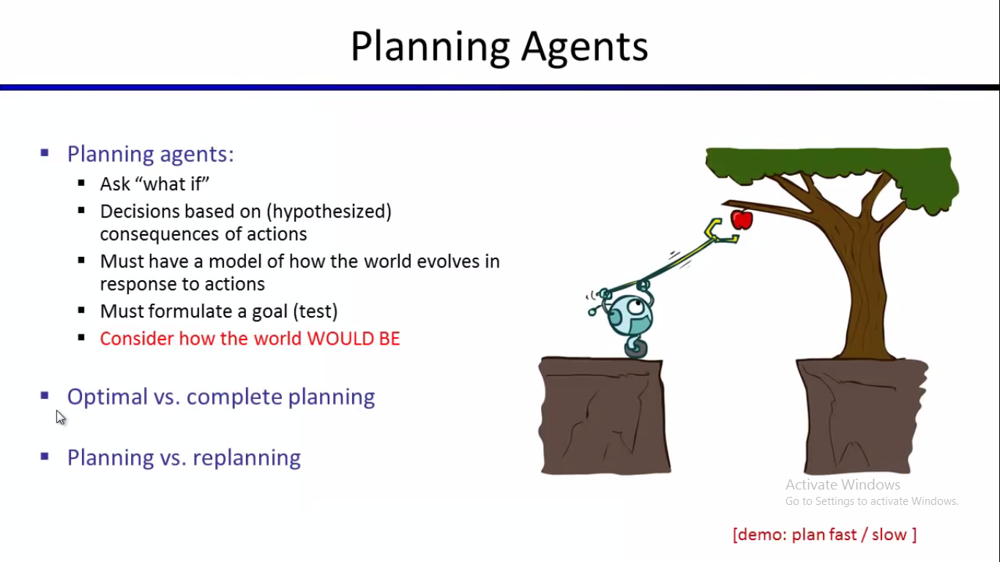 Planning Agents
Planning agents:
Ask “what if”
Decisions based on (hypothesized)
consequences of actions
Must have a model of how the world evolves in
response to actions
Must formulate a goal (test)
Consider how the world WOULD BE
Optimal vs. complete planning
Planning vs. replanning
Activate Windows
Go to Settings to activate Windows.
[demo: plan fast / slow ]